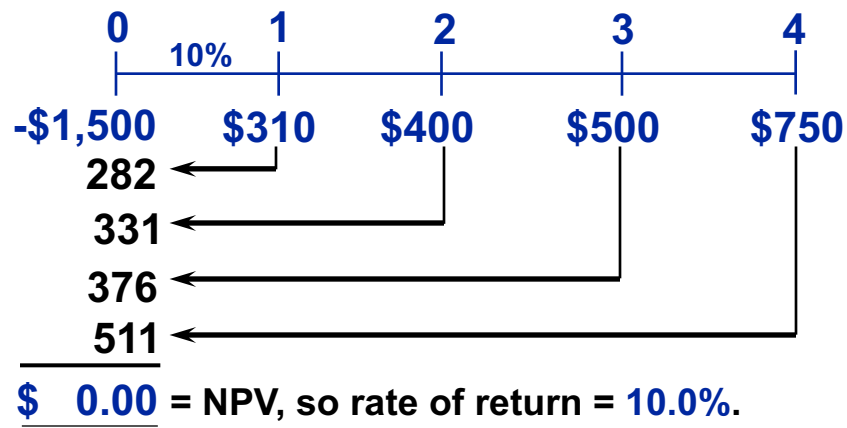 0 1 2 3 4
10%
-$1,500 $310 $400 $500 $750
282
331
376
511
$ 0.00 = NPV, so rate of return = 10.0%.